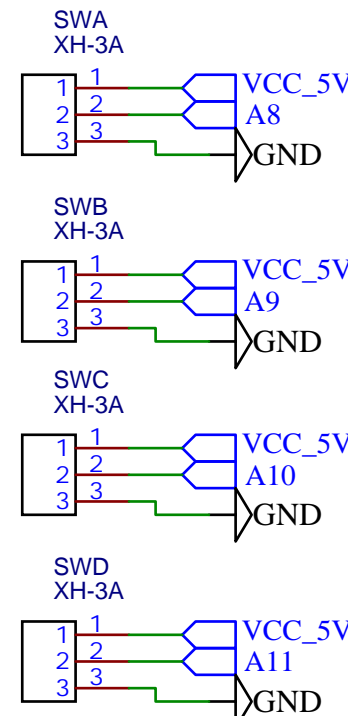 SWA
XH-3A
1 1 VCC_5V
2 2 A8
3 3 GND
SWB
XH-3A
1 1 VCC_5V
2 2 A9
3 3 GND
SWC
XH-3A
1 1 VCC_5V
2 2 A10
3 3 GND
SWD
XH-3A
1 1 VCC_5V
2 2 A11
3 3 GND